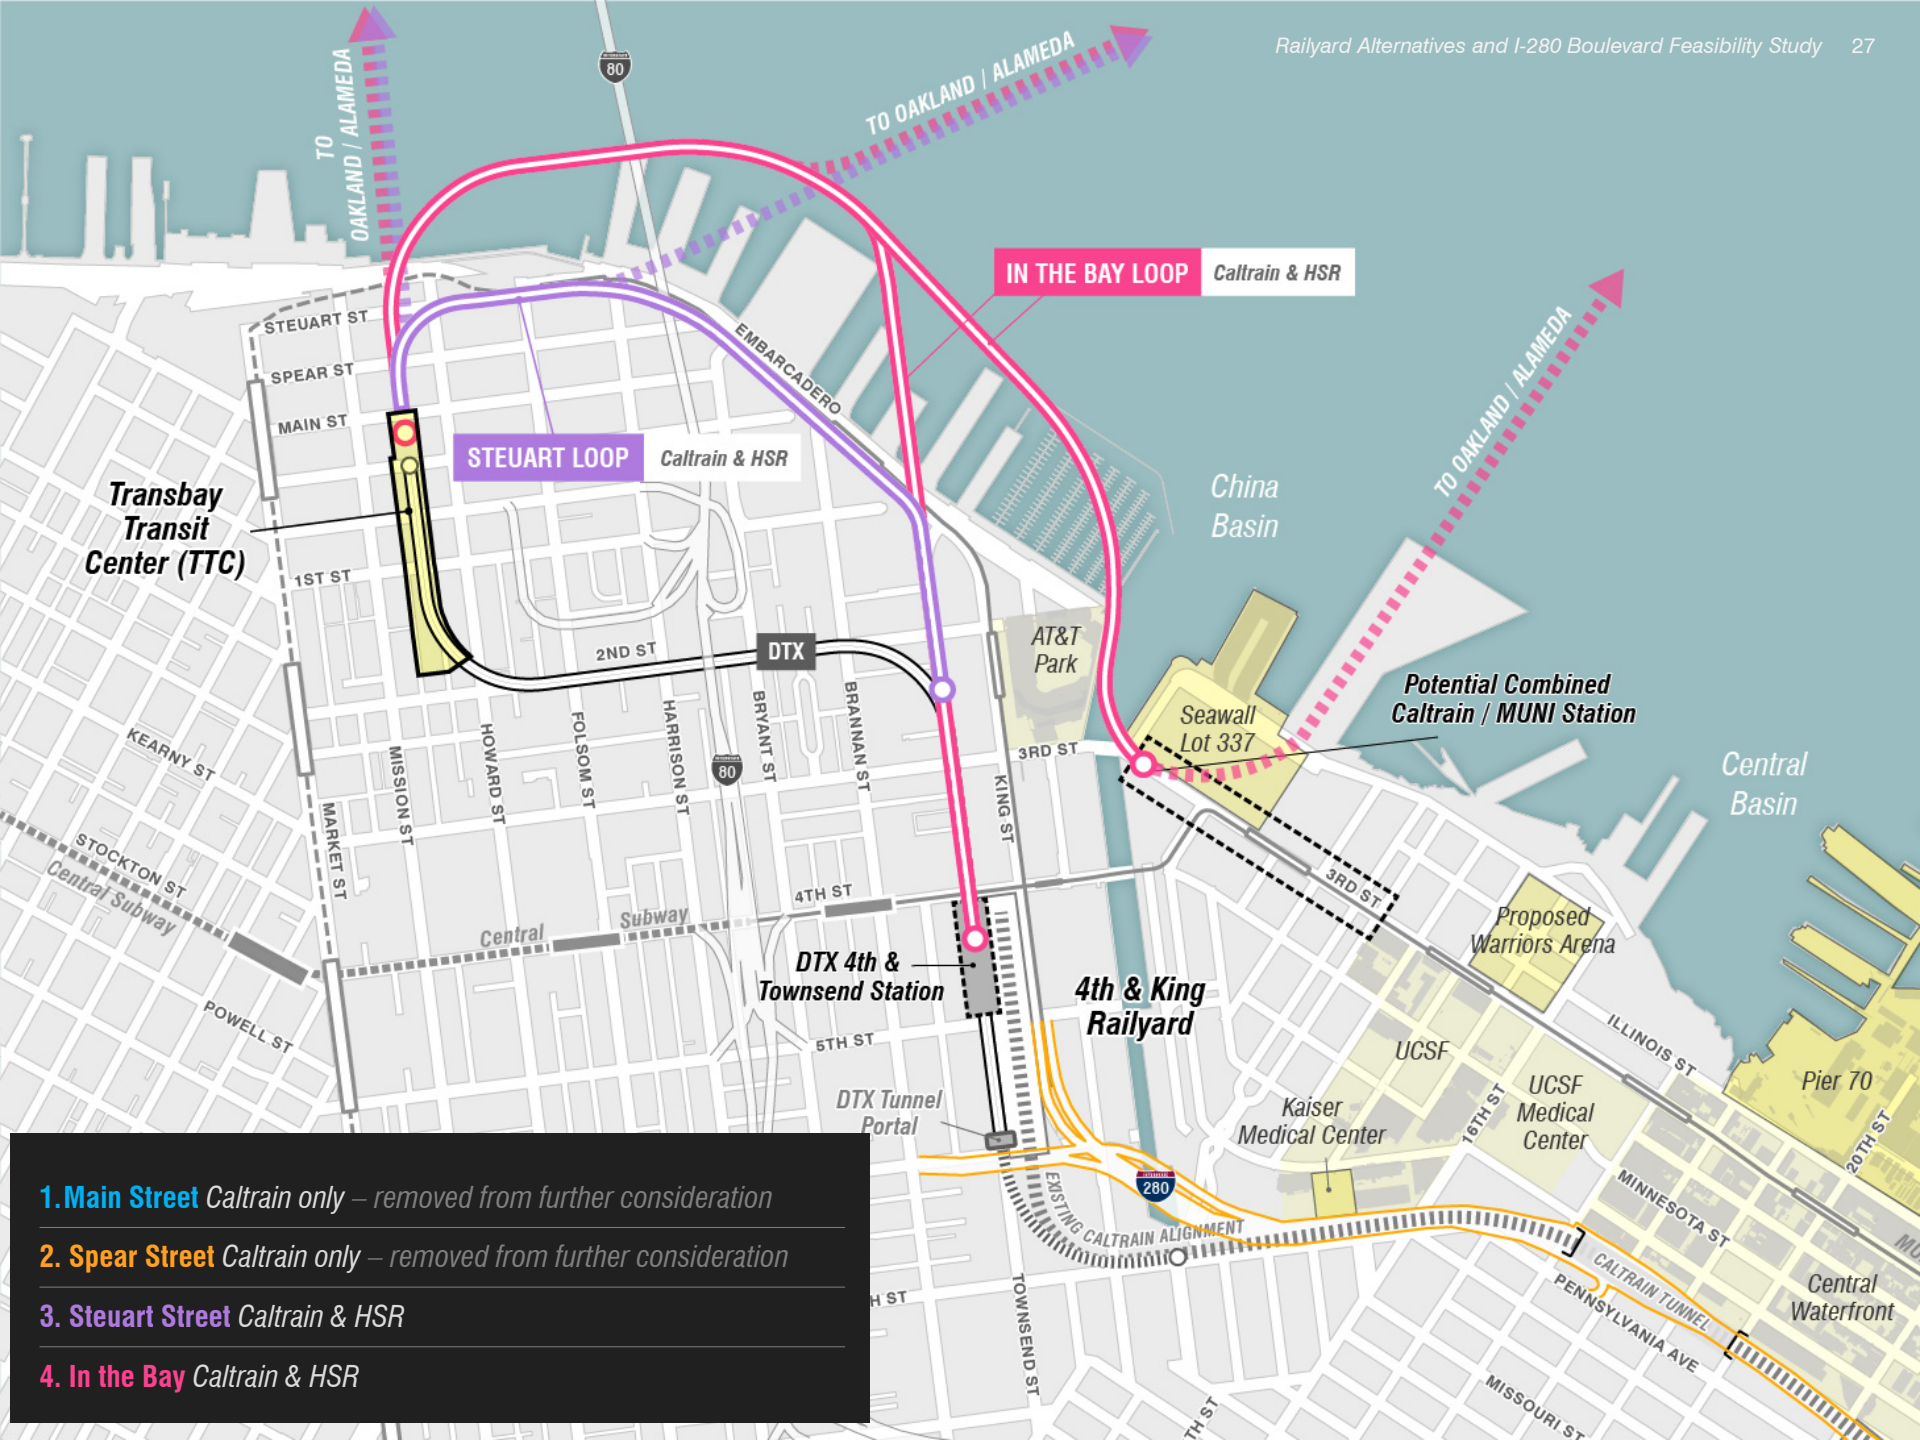 Railyard Alternatives and I-280 Boulevard Feasibility Study 27
TO
OAKLAND / ALAMEDA
80
TO OAKLAND / ALAMEDA
IN THE BAY LOOP Caltrain & HSR
TO OAKLAND / ALAMEDA
STEUART ST
SPEAR ST
MAIN ST
EMBARCADERO
STEUART LOOP Caltrain & HSR
China
Basin
Transbay
Transit
Center (TTC)
1ST ST
2ND ST
DTX
AT&T
Park
Seawall
Lot 337
Potential Combined
Caltrain / MUNI Station
3RD ST
Central
Basin
KEARNY ST
MARKET ST
MISSION ST
HOWARD ST
FOLSOM ST
HARRISON ST
80
BRYANT ST
BRANNAN ST
KING ST
STOCKTON ST
Central Subway
Central
Subway
4TH ST
3RD ST
Proposed
Warriors Arena
DTX 4th &
Townsend Station
4th & King
Railyard
POWELL ST
5TH ST
DTX Tunnel
Portal
UCSF
ILLINOIS ST
Kaiser
Medical Center
16TH ST
UCSF
Medical
Center
Pier 70
20TH ST
280
EXISTING CALTRAIN ALIGNMENT
MINNESOTA ST
CALTRAIN TUNNEL
PENNSYLVANIA AVE
Central
Waterfront
MISSOURI ST
TOWNSEND ST
H ST
TH ST
1. Main Street Caltrain only – removed from further consideration
2. Spear Street Caltrain only – removed from further consideration
3. Steuart Street Caltrain & HSR
4. In the Bay Caltrain & HSR